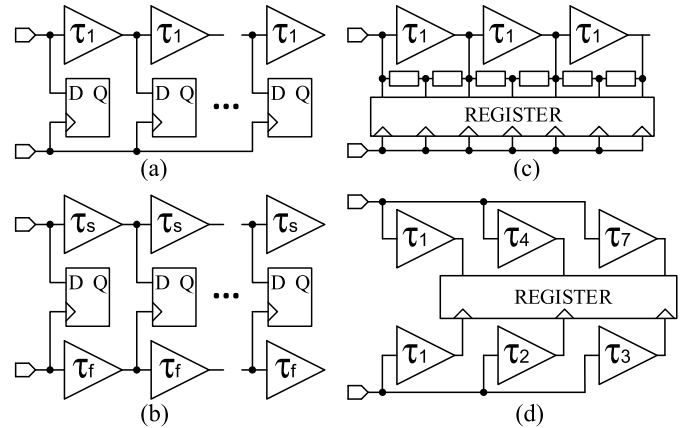 τ1 τ1 τ1
D Q D Q ••• D Q
(a)
τ1 τ1 τ1
REGISTER
(c)
τs τs τs
D Q D Q ••• D Q
τf τf τf
(b)
τ1 τ4 τ7
REGISTER
τ1 τ2 τ3
(d)